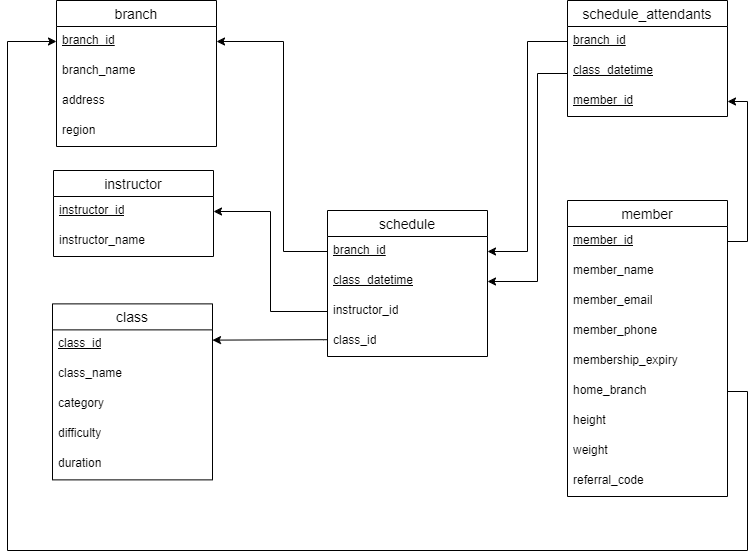 branch
branch_id
branch_name
address
region
instructor
instructor_id
instructor_name
class
class_id
class_name
category
difficulty
duration
schedule
branch_id
class_datetime
instructor_id
class_id
schedule_attendants
branch_id
class_datetime
member_id
member
member_id
member_name
member_email
member_phone
membership_expiry
home_branch
height
weight
referral_code